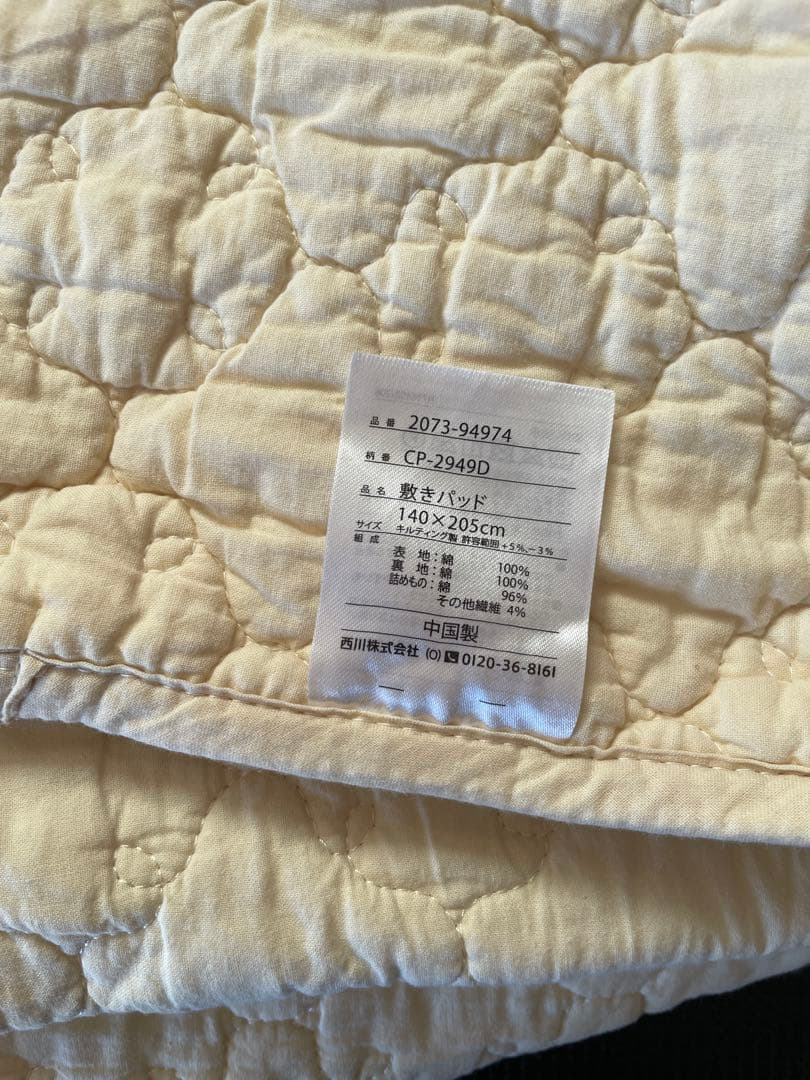 品番 2073-94974
柄番 CP-2949D
品名 敷きパッド
サイズ 140×205cm
キルティング製 許容範囲 +5%、-3%
組成
表 地:綿 100%
裏 地:綿 100%
詰めもの:綿 96%
その他繊維 4%
中国製
西川株式会社 (O) 0120-36-8161